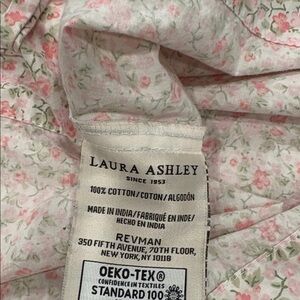 LAURA ASHLEY
SINCE 1953
100% COTTON/COTON/ALGODÓN
MADE IN INDIA/FABRIQUÉ EN INDE/
HECHO EN INDIA
REVMAN
350 FIFTH AVENUE, 70TH FLOOR,
NEW YORK, NY 10118
OEKO-TEX®
CONFIDENCE IN TEXTILES
STANDARD 100